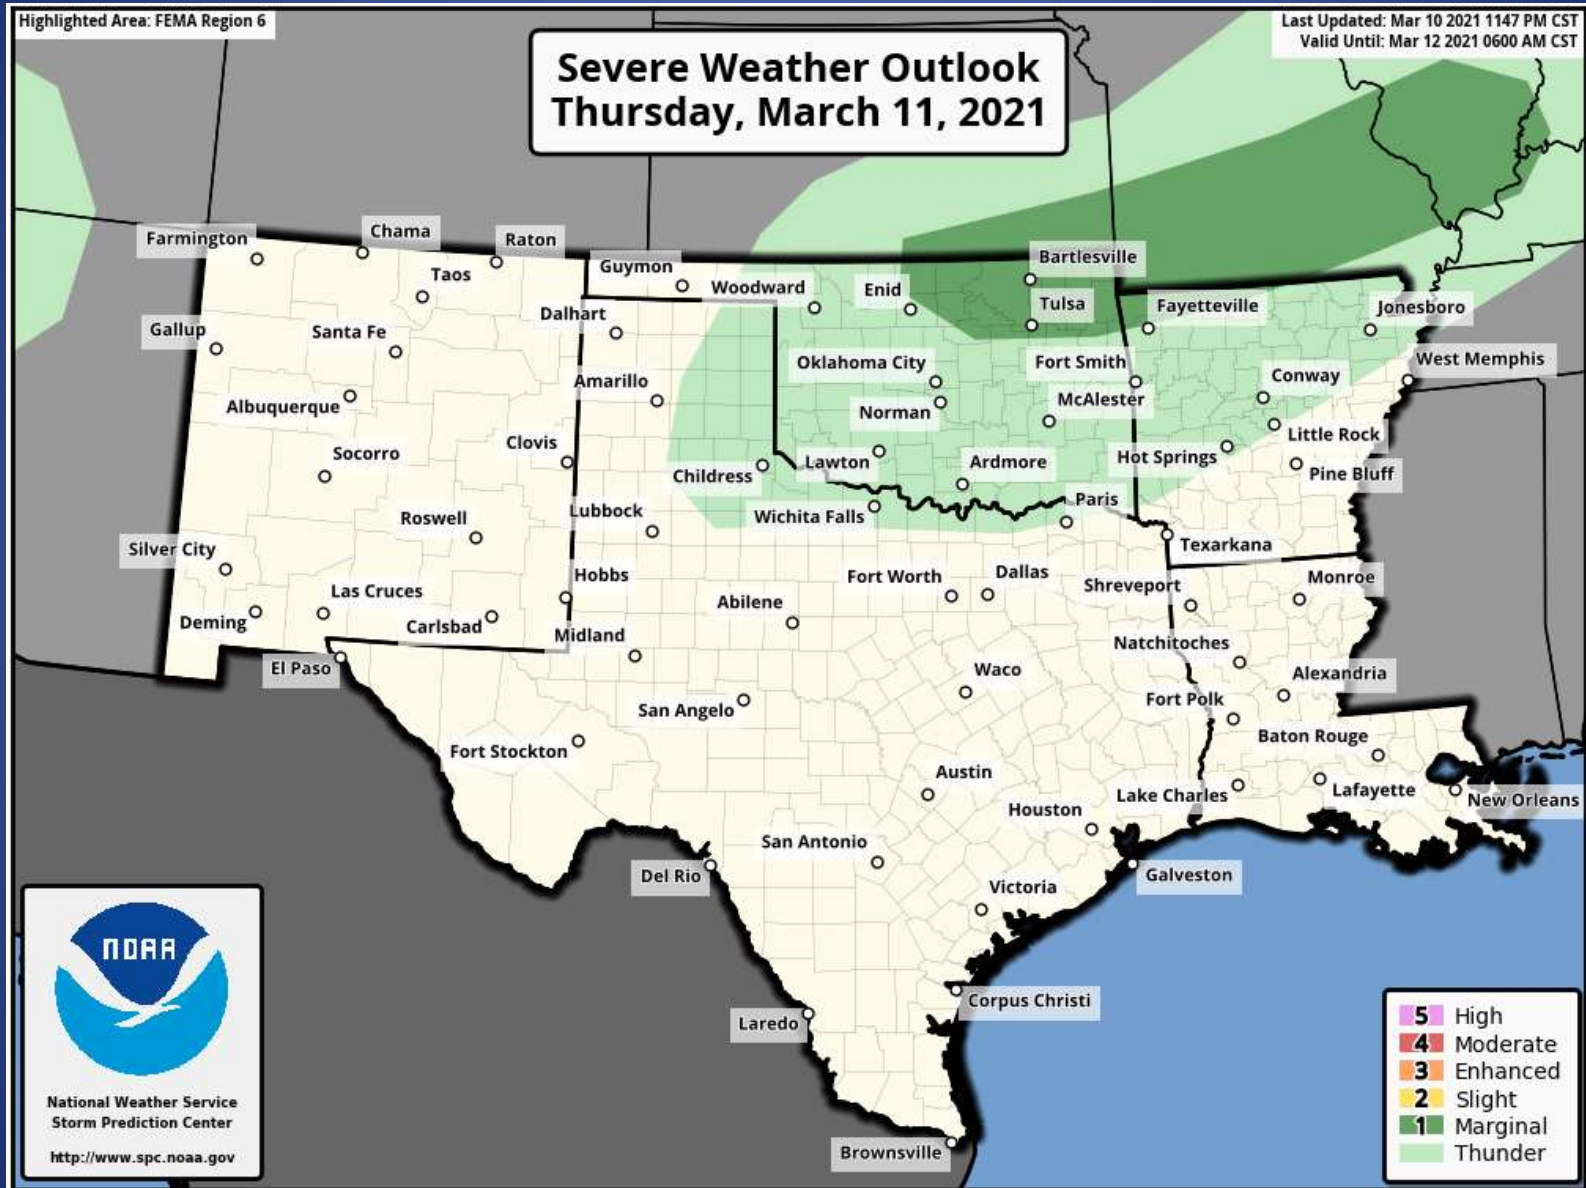 Highlighted Area: FEMA Region 6
Last Updated: Mar 10 2021 1147 PM CST
Valid Until: Mar 12 2021 0600 AM CST
Severe Weather Outlook
Thursday, March 11, 2021
Farmington
Chama
Raton
Taos
Guymon
Woodward
Enid
Bartlesville
Tulsa
Fayetteville
Jonesboro
Gallup
Santa Fe
Dalhart
Oklahoma City
Fort Smith
West Memphis
Albuquerque
Amarillo
Norman
McAlester
Conway
Socorro
Clovis
Childress
Lawton
Ardmore
Hot Springs
Little Rock
Pine Bluff
Roswell
Lubbock
Wichita Falls
Paris
Silver City
Texarkana
Las Cruces
Hobbs
Fort Worth
Dallas
Shreveport
Monroe
Deming
Carlsbad
Midland
Abilene
Natchitoches
El Paso
San Angelo
Waco
Alexandria
Fort Polk
Fort Stockton
Baton Rouge
Austin
Houston
Lake Charles
Lafayette
New Orleans
San Antonio
Del Rio
Victoria
Galveston
Corpus Christi
Laredo
Brownsville
NOAA
National Weather Service
Storm Prediction Center
http://www.spc.noaa.gov
5 High
4 Moderate
3 Enhanced
2 Slight
1 Marginal
Thunder